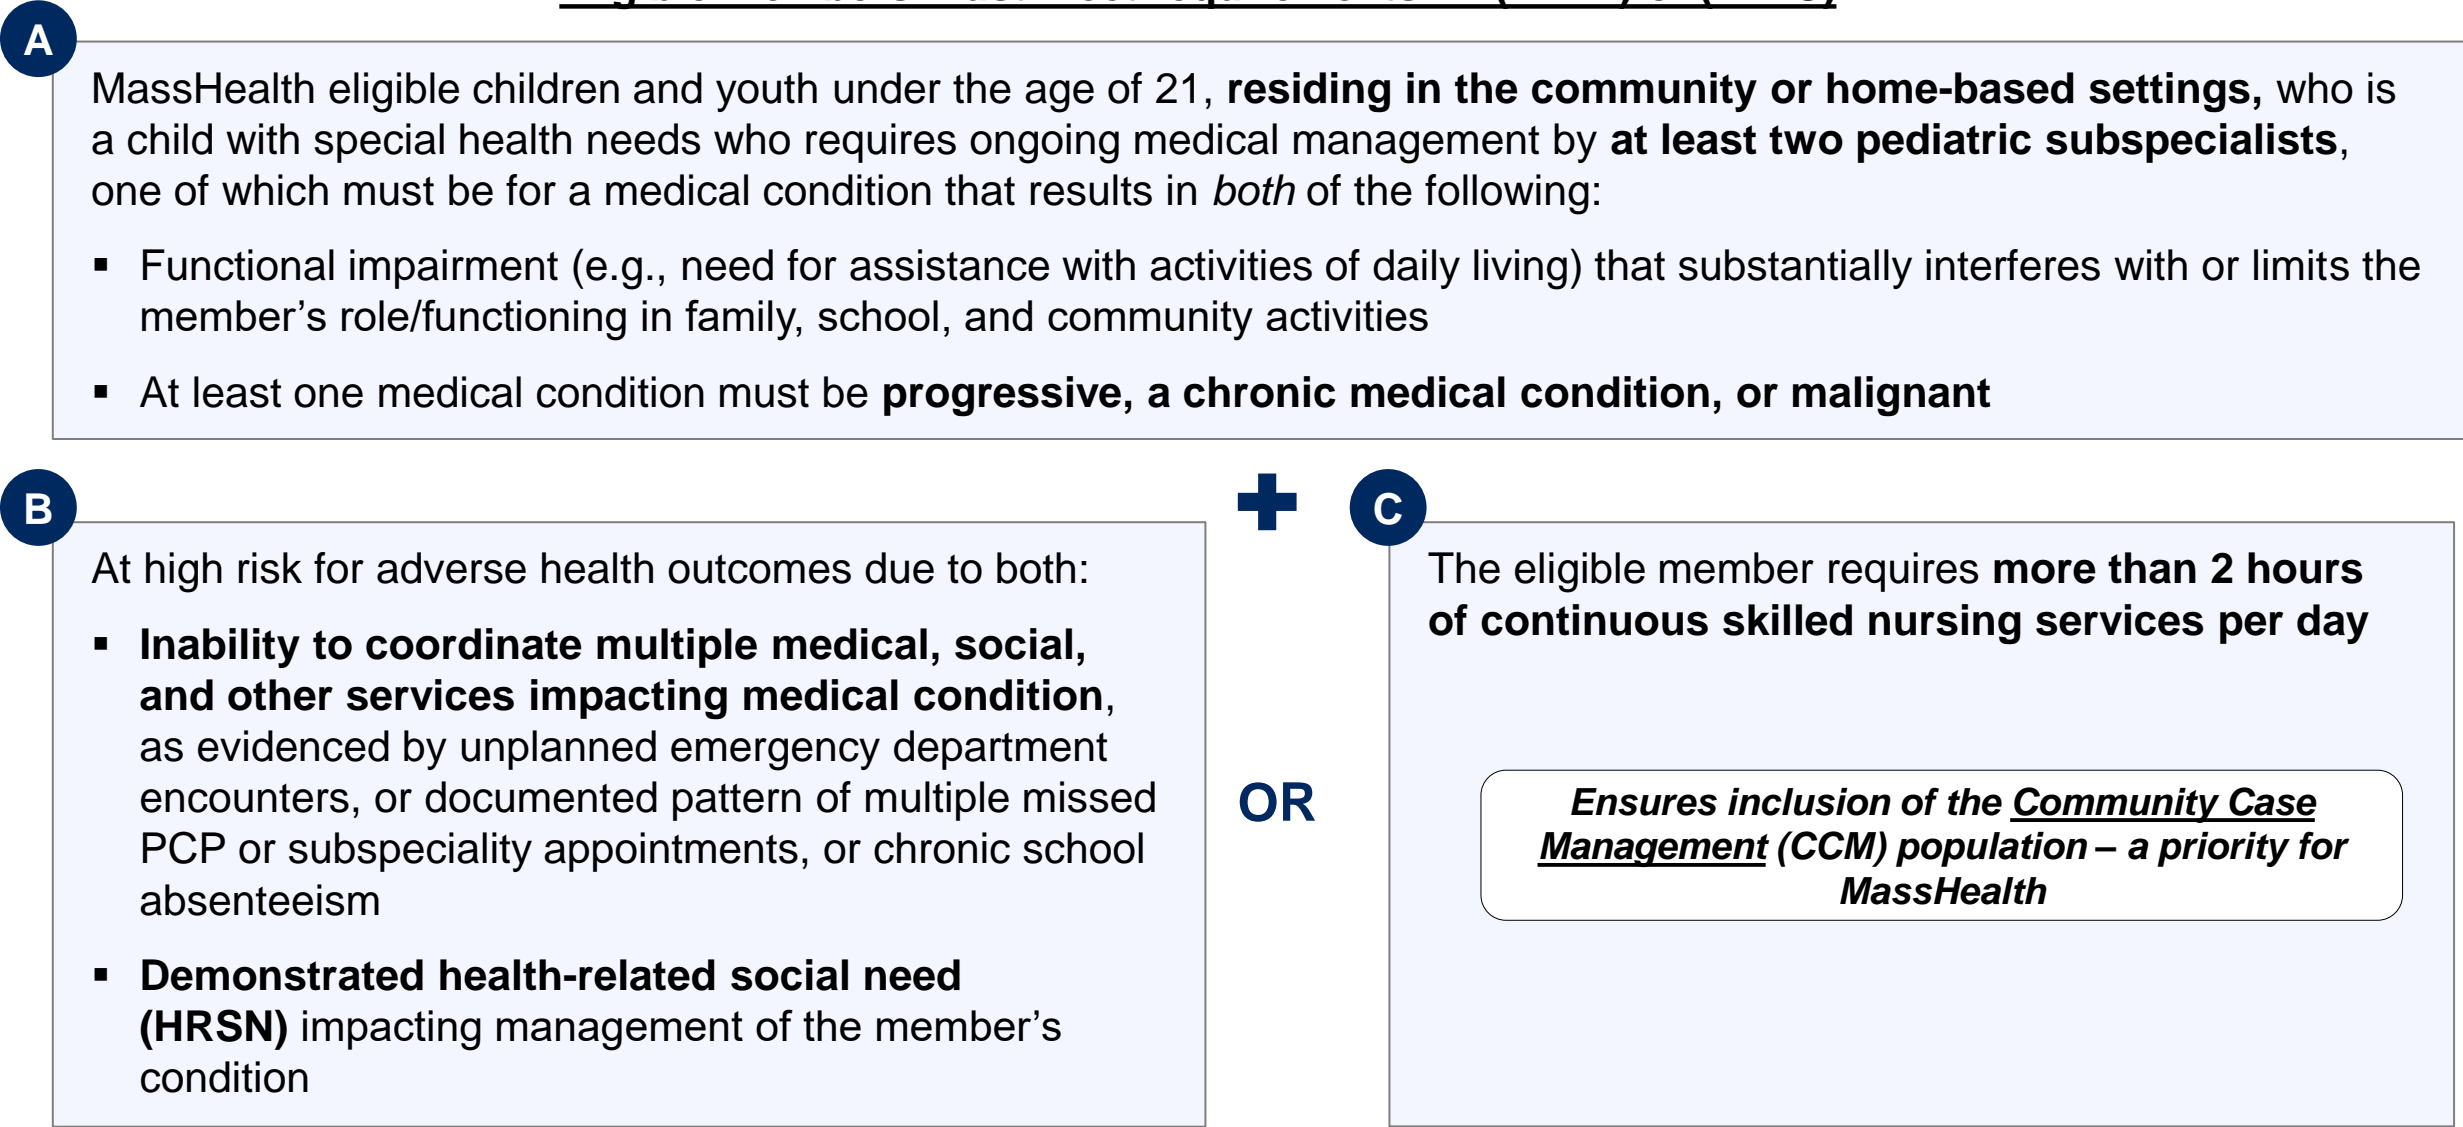 A
MassHealth eligible children and youth under the age of 21, residing in the community or home-based settings, who is
a child with special health needs who requires ongoing medical management by at least two pediatric subspecialists,
one of which must be for a medical condition that results in both of the following:
▪ Functional impairment (e.g., need for assistance with activities of daily living) that substantially interferes with or limits the
member’s role/functioning in family, school, and community activities
▪ At least one medical condition must be progressive, a chronic medical condition, or malignant
B
At high risk for adverse health outcomes due to both:
▪ Inability to coordinate multiple medical, social,
and other services impacting medical condition,
as evidenced by unplanned emergency department
encounters, or documented pattern of multiple missed
PCP or subspeciality appointments, or chronic school
absenteeism
▪ Demonstrated health-related social need
(HRSN) impacting management of the member’s
condition
OR
C
The eligible member requires more than 2 hours
of continuous skilled nursing services per day
Ensures inclusion of the Community Case
Management (CCM) population – a priority for
MassHealth